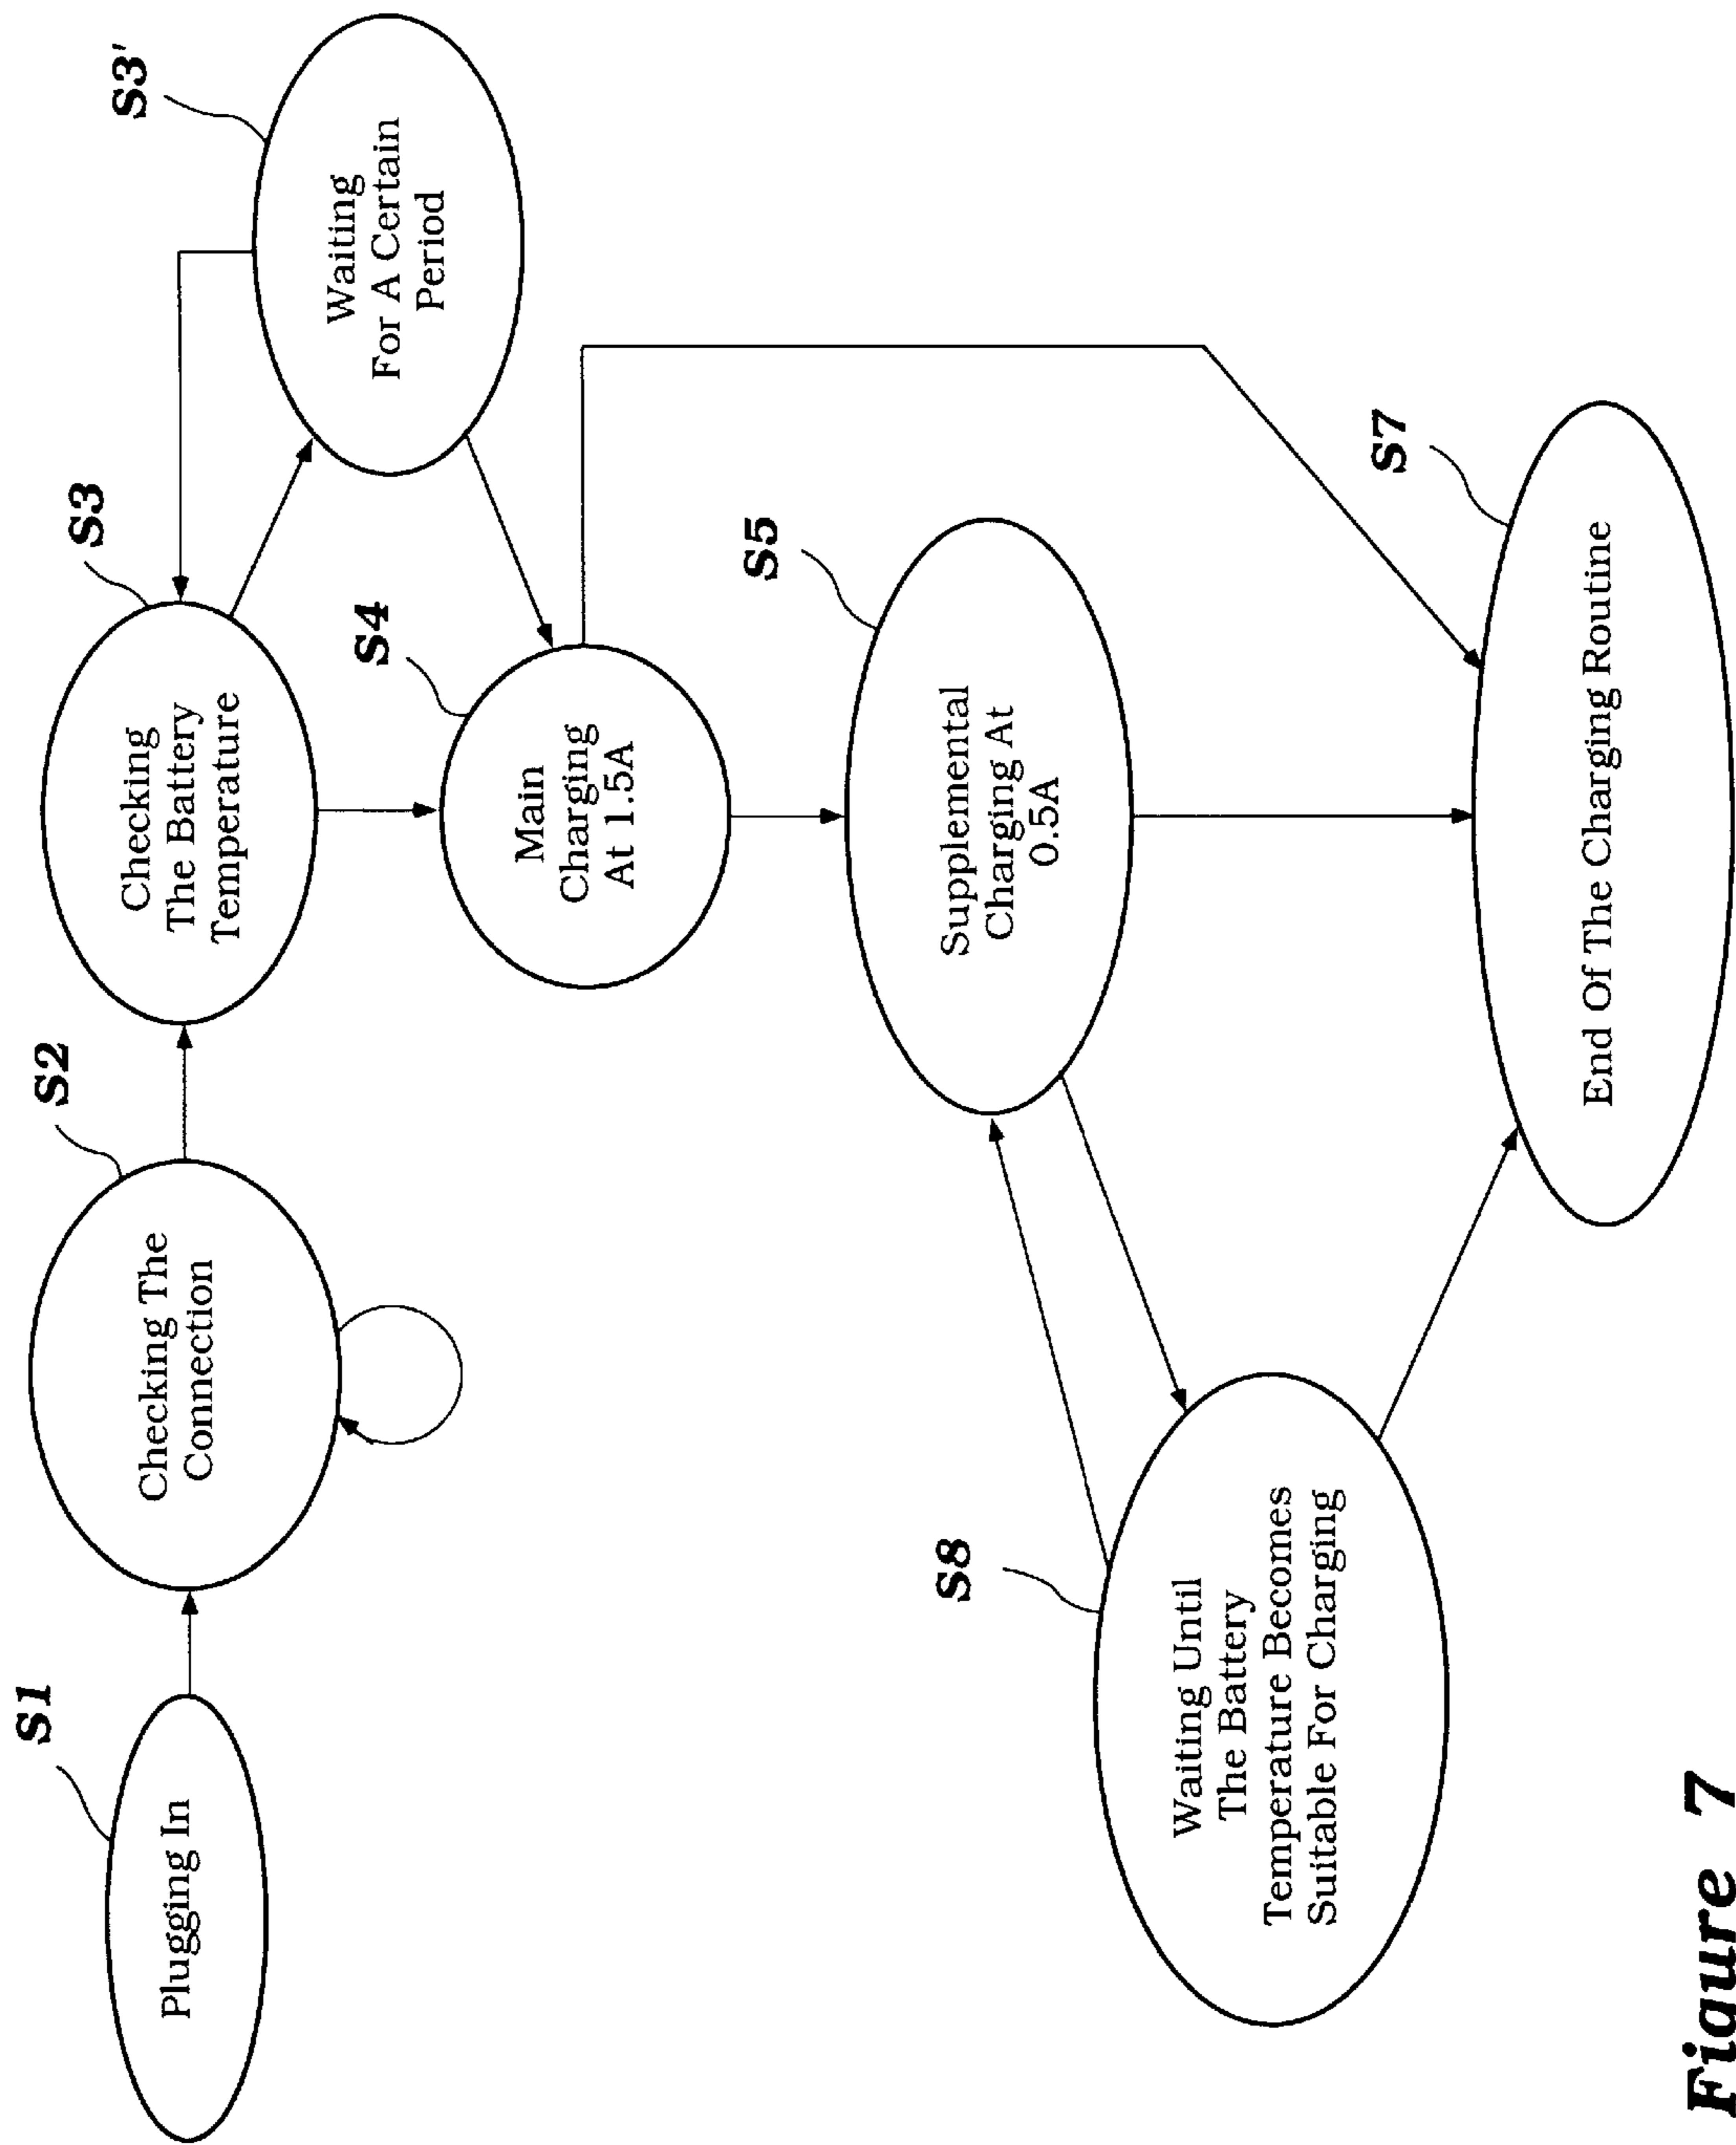 S1
Plugging In
S2
Checking The
Connection
S3
Checking
The Battery
Temperature
S3'
Waiting
For A Certain
Period
S4
Main
Charging
At 1.5A
S5
Supplemental
Charging At
0.5A
S8
Waiting Until
The Battery
Temperature Becomes
Suitable For Charging
S7
End Of The Charging Routine
Figure 7